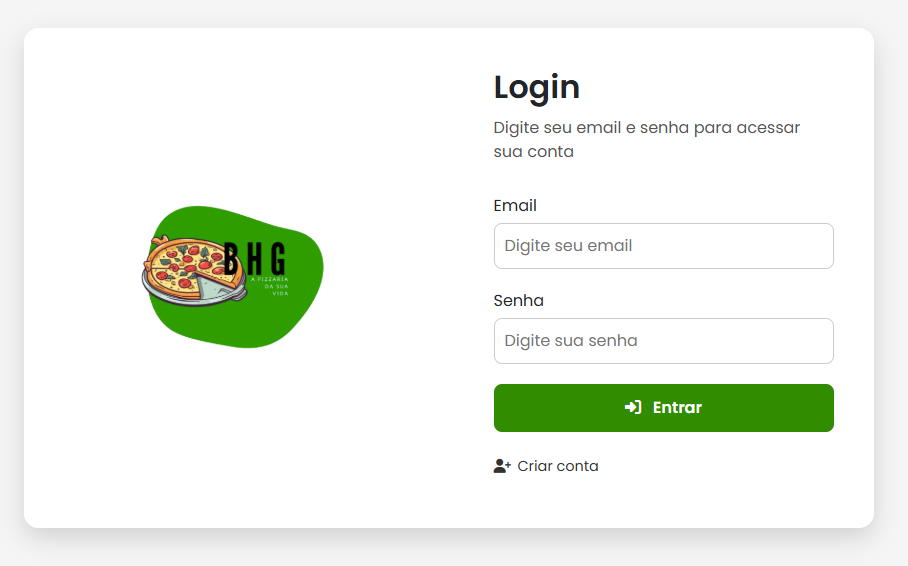 BHG
A PIZZARIA
DA SUA
VIDA
Login
Digite seu email e senha para acessar
sua conta
Email
Digite seu email
Senha
Digite sua senha
Entrar
Criar conta